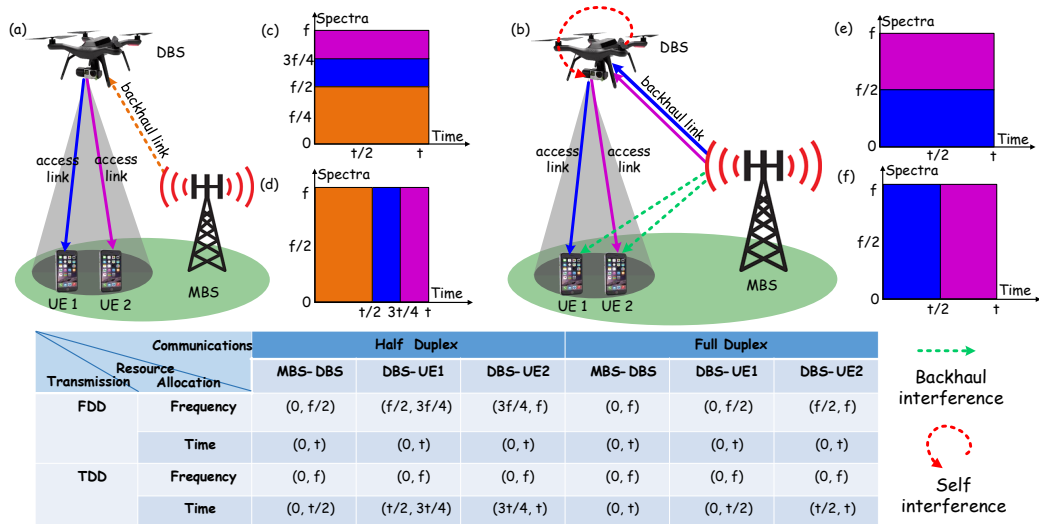 (a)
DBS
backhaul link
access link
access link
UE 1
UE 2
MBS
(c)
Spectra
f
3f/4
f/2
f/4
0
t/2
t
Time
(d)
Spectra
f
f/2
0
t/2
3t/4
t
Time
(b)
DBS
backhaul link
access link
access link
UE 1
UE 2
MBS
(e)
Spectra
f
f/2
0
t/2
t
Time
(f)
Spectra
f
f/2
0
t/2
t
Time
Communications
Resource
Transmission Allocation
Half Duplex Full Duplex
MBS-DBS DBS-UE1 DBS-UE2 MBS-DBS DBS-UE1 DBS-UE2
FDD Frequency (0, f/2) (f/2, 3f/4) (3f/4, f) (0, f) (0, f/2) (f/2, f)
Time (0, t) (0, t) (0, t) (0, t) (0, t) (0, t)
TDD Frequency (0, f) (0, f) (0, f) (0, f) (0, f) (0, f)
Time (0, t/2) (t/2, 3t/4) (3t/4, t) (0, t) (0, t/2) (t/2, t)
Backhaul
interference
Self
interference